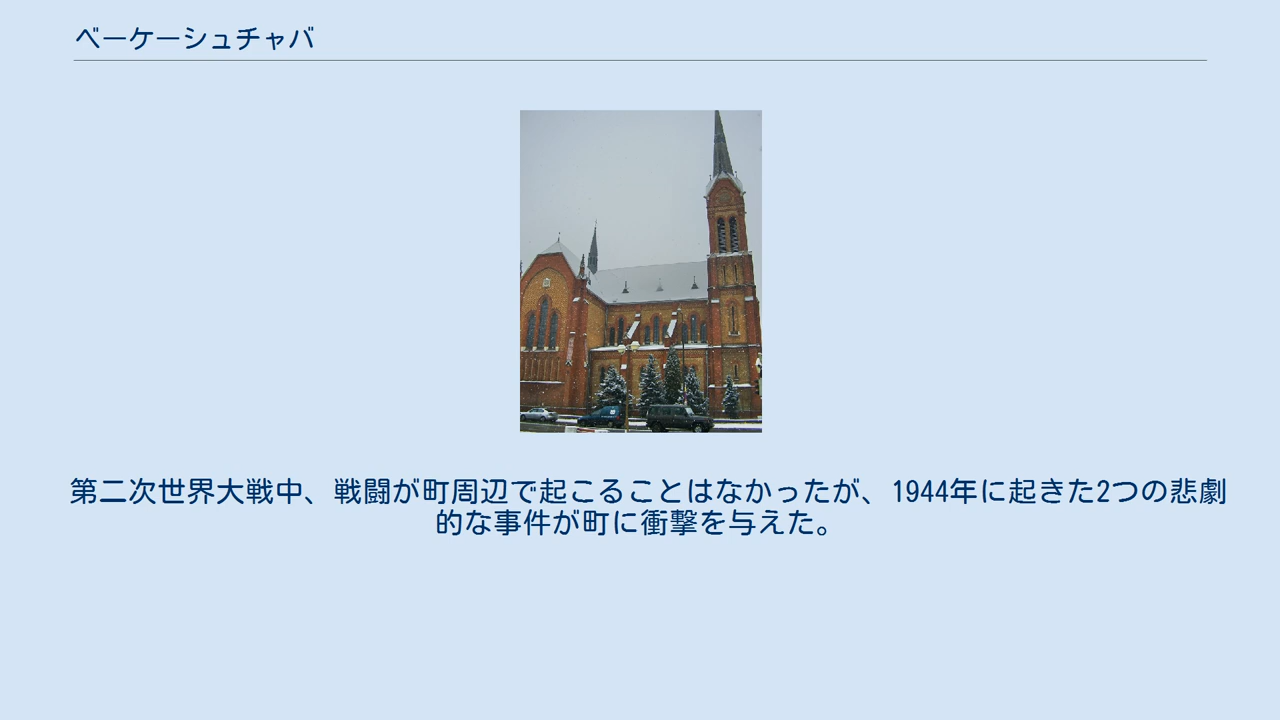 ベーケーシュチャバ
第二次世界大戦中、戦闘が町周辺で起こることはなかったが、1944年に起きた2つの悲劇
的な事件が町に衝撃を与えた。